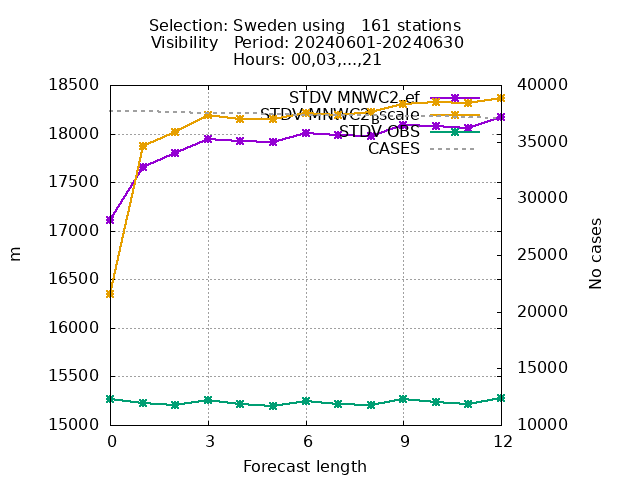 Selection: Sweden using   161 stations
Visibility   Period: 20240601-20240630
Hours: 00,03,...,21
18500
18000
17500
17000
16500
16000
15500
15000
m
40000
35000
30000
25000
20000
15000
10000
No cases
STDV MNWC2_ef
STDV OBS
CASES
0 3 6 9 12
Forecast length